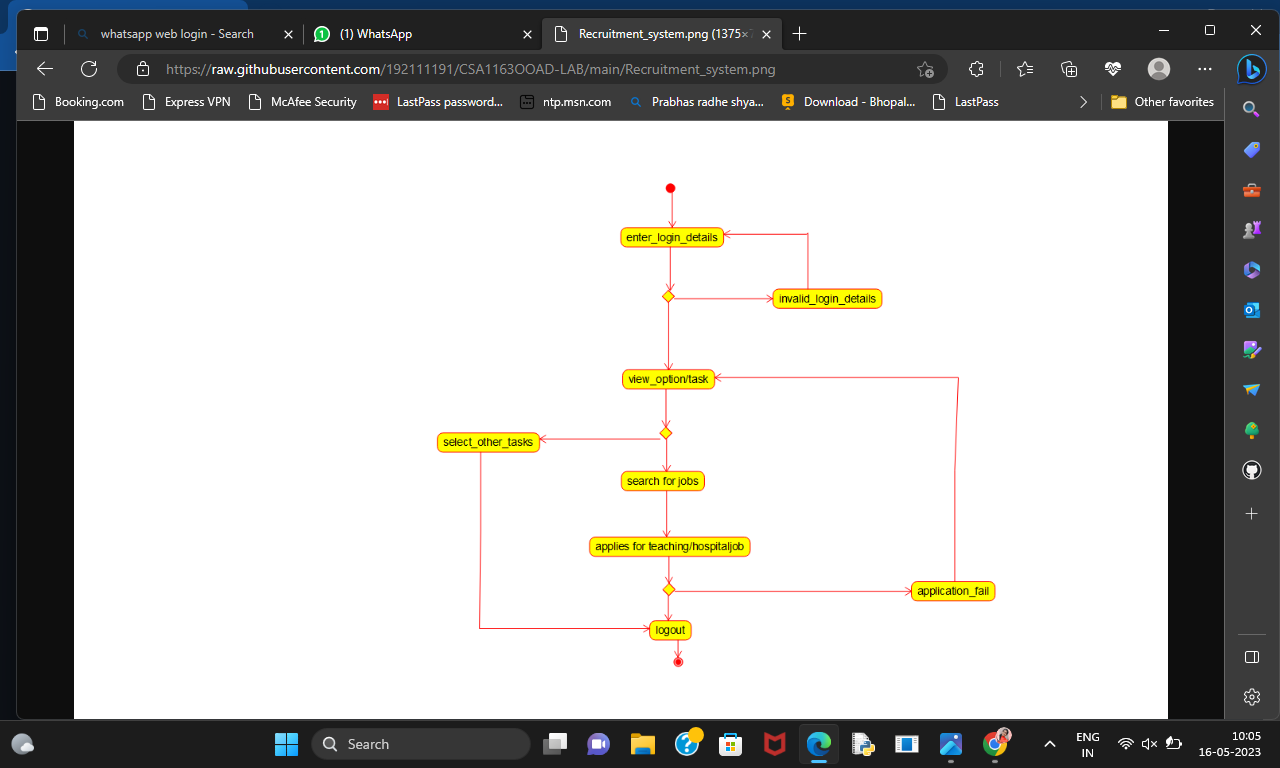 whatsapp web login - Search
(1) WhatsApp
1
Recruitment_system.png (1375×
https://raw.githubusercontent.com/192111191/CSA1163OOAD-LAB/main/Recruitment_system.png
Booking.com
Express VPN
McAfee Security
LastPass password...
ntp.msn.com
Prabhas radhe shya...
Download - Bhopal...
LastPass
Other favorites
enter_login_details
invalid_login_details
view_option/task
select_other_tasks
search for jobs
applies for teaching/hospitaljob
application_fail
logout
Search
ENG
IN
10:05
16-05-2023